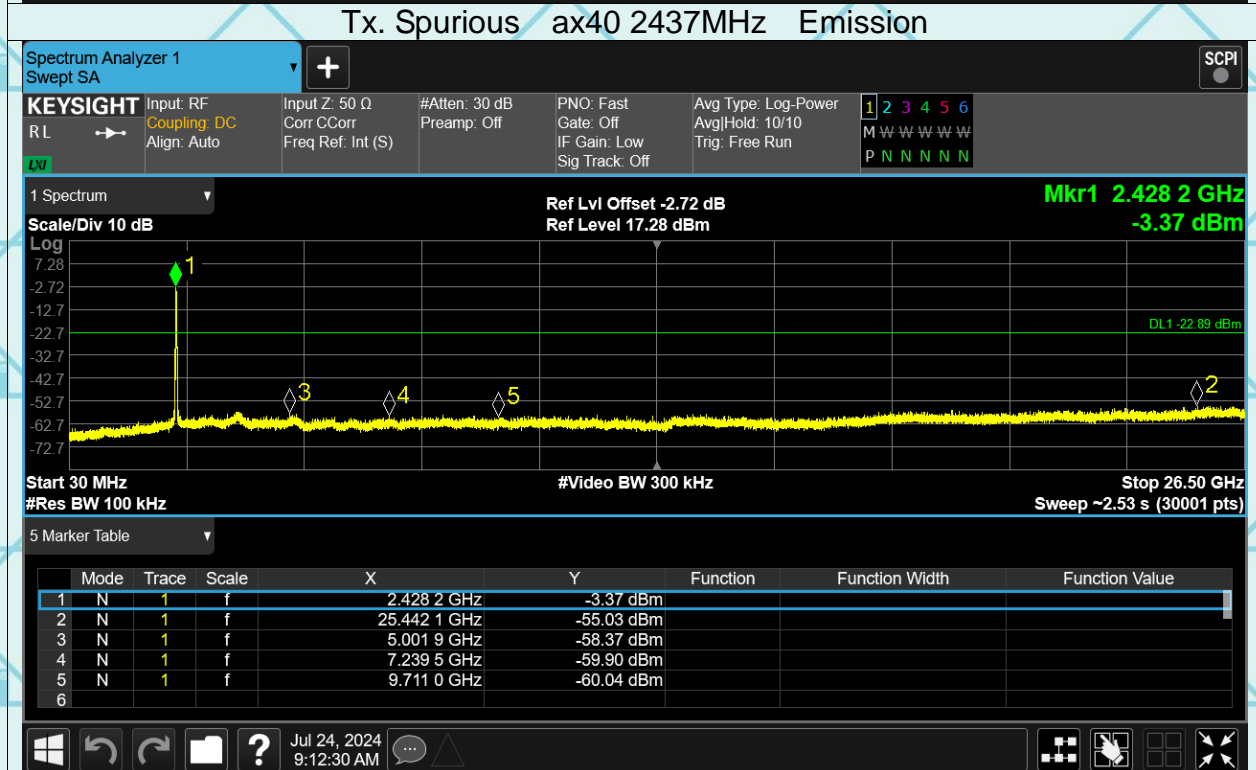 Tx. Spurious ax40 2437MHz Emission
Spectrum Analyzer 1
Swept SA
+
SCPI
KEYSIGHT
R L
LXI
Input: RF
Coupling: DC
Align: Auto
Input Z: 50 Ω
Corr CCorr
Freq Ref: Int (S)
#Atten: 30 dB
Preamp: Off
PNO: Fast
Gate: Off
IF Gain: Low
Sig Track: Off
Avg Type: Log-Power
Avg|Hold: 10/10
Trig: Free Run
1 2 3 4 5 6
M W W W W W
P N N N N N
1 Spectrum
Scale/Div 10 dB
Ref Lvl Offset -2.72 dB
Ref Level 17.28 dBm
Mkr1 2.428 2 GHz
-3.37 dBm
Log
7.28
-2.72
-12.7
-22.7
-32.7
-42.7
-52.7
-62.7
-72.7
1
3
4
5
2
DL1 -22.89 dBm
Start 30 MHz
#Video BW 300 kHz
Stop 26.50 GHz
#Res BW 100 kHz
Sweep ~2.53 s (30001 pts)
5 Marker Table
Mode Trace Scale X Y Function Function Width Function Value
1 N 1 f 2.428 2 GHz -3.37 dBm
2 N 1 f 25.442 1 GHz -55.03 dBm
3 N 1 f 5.001 9 GHz -58.37 dBm
4 N 1 f 7.239 5 GHz -59.90 dBm
5 N 1 f 9.711 0 GHz -60.04 dBm
6
?
Jul 24, 2024
9:12:30 AM